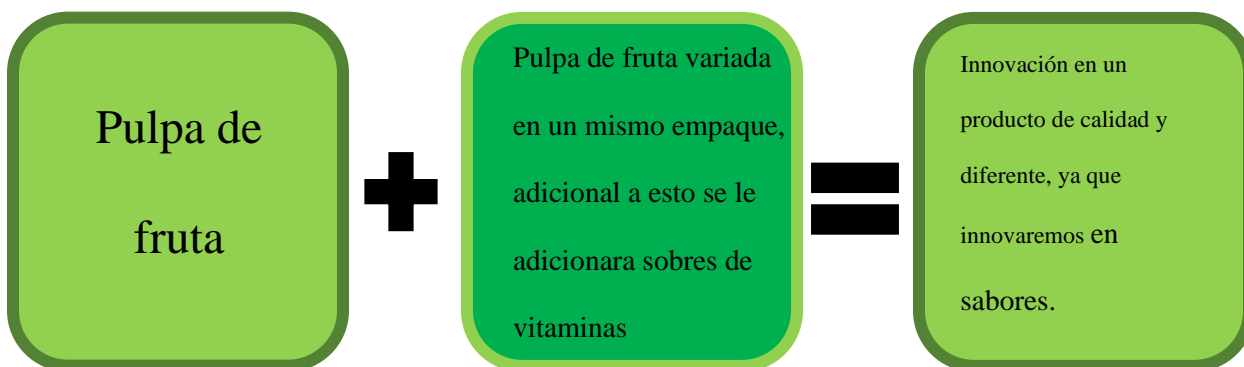 Pulpa de
fruta
Pulpa de fruta variada
en un mismo empaque,
adicional a esto se le
adicionara sobres de
vitaminas
Innovación en un
producto de calidad y
diferente, ya que
innovaremos en
sabores.